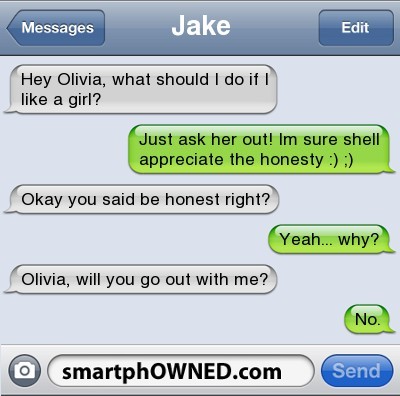 Messages
Jake
Edit
Hey Olivia, what should I do if I
like a girl?
Just ask her out! Im sure shell
appreciate the honesty :) ;)
Okay you said be honest right?
Yeah... why?
Olivia, will you go out with me?
No.
smartphOWNED.com
Send